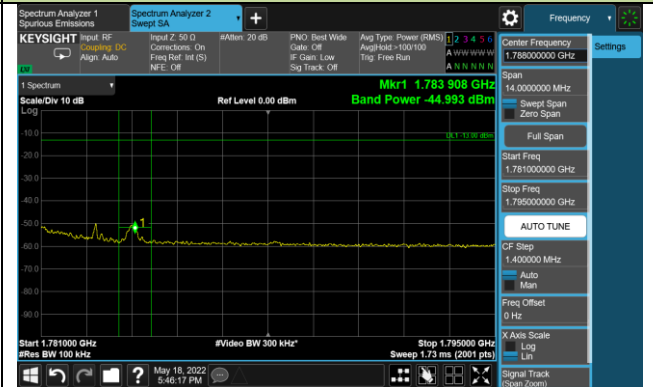 Spectrum Analyzer 1
Spurious Emissions
Spectrum Analyzer 2
Swept SA
+
Frequency
KEYSIGHT
Input: RF
Coupling: DC
Align: Auto
Input Z: 50 Ω
Corrections: On
Freq Ref: Int (S)
NFE: Off
#Atten: 20 dB
PNO: Best Wide
Gate: Off
IF Gain: Low
Sig Track: Off
Avg Type: Power (RMS)
Avg|Hold:>100/100
Trig: Free Run
1 2 3 4 5 6
A W W W W W
A N N N N N
Center Frequency
1.788000000 GHz
Settings
Span
14.0000000 MHz
Swept Span
Zero Span
Full Span
Start Freq
1.781000000 GHz
Stop Freq
1.795000000 GHz
AUTO TUNE
CF Step
1.400000 MHz
Auto
Man
Freq Offset
0 Hz
X Axis Scale
Log
Lin
Signal Track
(Span Zoom)
1 Spectrum
Scale/Div 10 dB
Log
Ref Level 0.00 dBm
Mkr1 1.783 908 GHz
Band Power -44.993 dBm
DL1 -13.00 dBm
-10.0
-20.0
-30.0
-40.0
-50.0
-60.0
-70.0
-80.0
-90.0
1
Start 1.781000 GHz
#Res BW 100 kHz
#Video BW 300 kHz*
Stop 1.795000 GHz
Sweep 1.73 ms (2001 pts)
?
May 18, 2022
5:46:17 PM